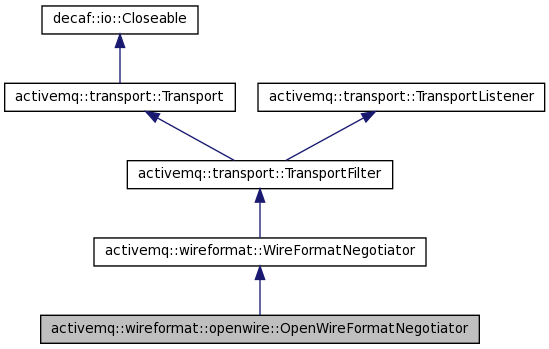 decaf::io::Closeable
activemq::transport::Transport
activemq::transport::TransportListener
activemq::transport::TransportFilter
activemq::wireformat::WireFormatNegotiator
activemq::wireformat::openwire::OpenWireFormatNegotiator